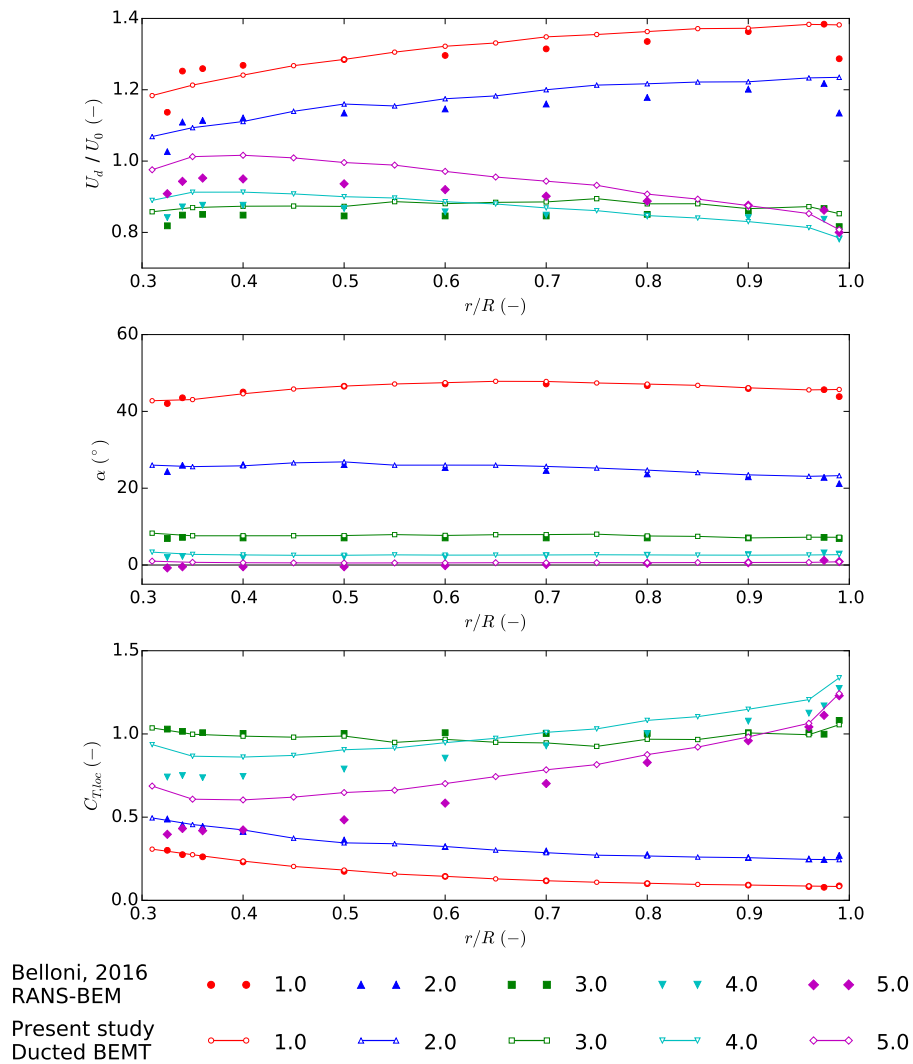 1.4
1.2
1.0
0.8
U_d / U_0 (−)
0.3 0.4 0.5 0.6 0.7 0.8 0.9 1.0
r/R (−)
60
40
20
0
α (°)
0.3 0.4 0.5 0.6 0.7 0.8 0.9 1.0
r/R (−)
1.5
1.0
0.5
0.0
C_{T,loc} (−)
0.3 0.4 0.5 0.6 0.7 0.8 0.9 1.0
r/R (−)
Belloni, 2016
RANS-BEM
1.0 2.0 3.0 4.0 5.0
Present study
Ducted BEMT
1.0 2.0 3.0 4.0 5.0